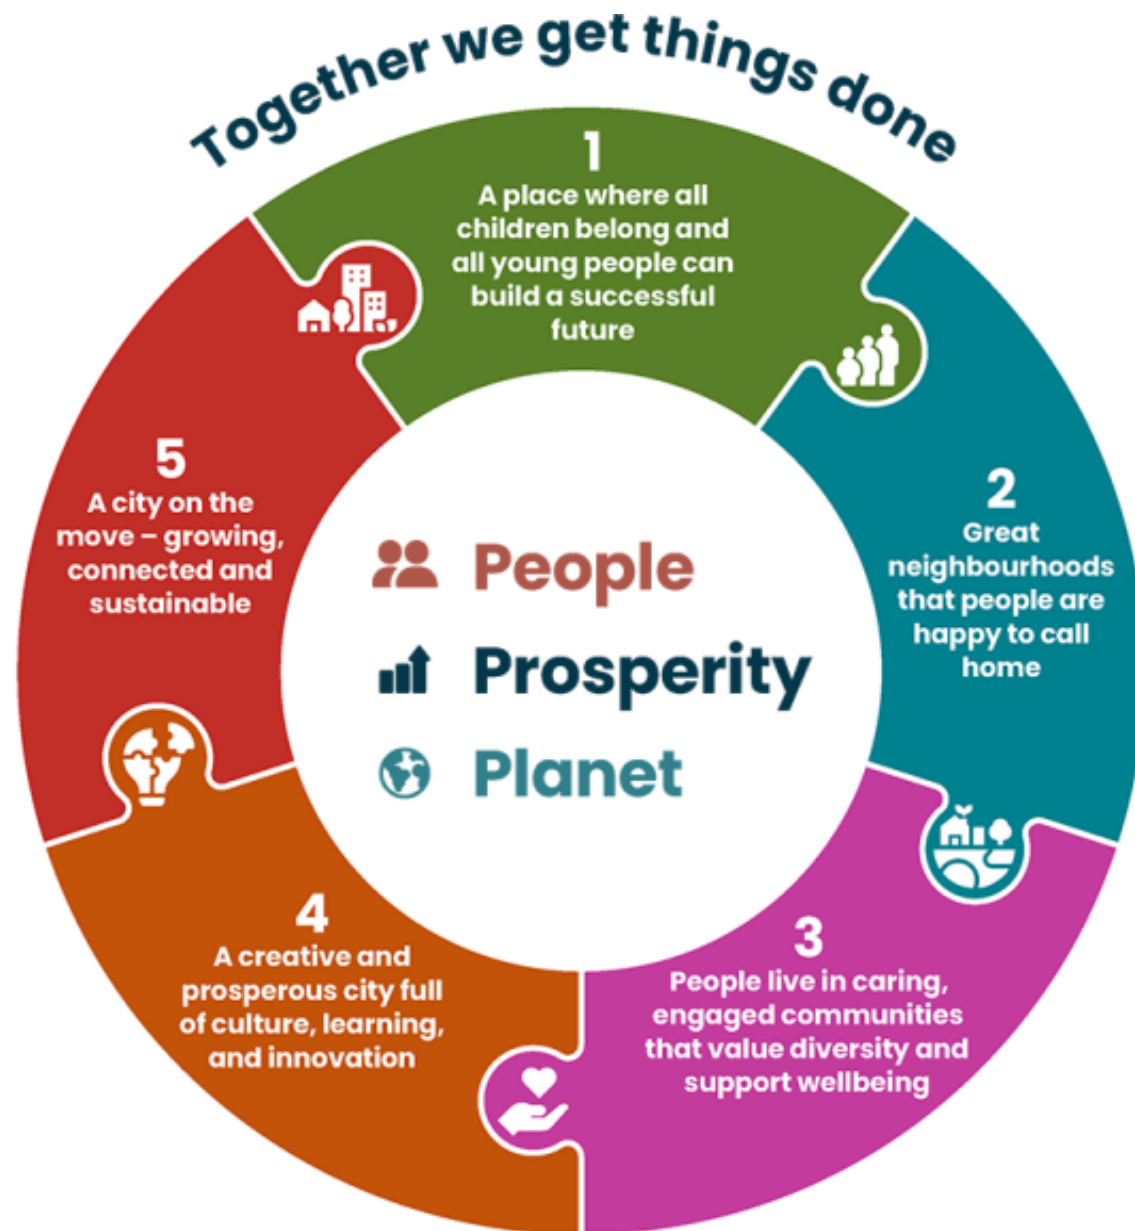 Together we get things done
1
A place where all
children belong and
all young people can
build a successful
future
2
Great
neighbourhoods
that people are
happy to call
home
3
People live in caring,
engaged communities
that value diversity and
support wellbeing
4
A creative and
prosperous city full
of culture, learning,
and innovation
5
A city on the
move – growing,
connected and
sustainable
People
Prosperity
Planet